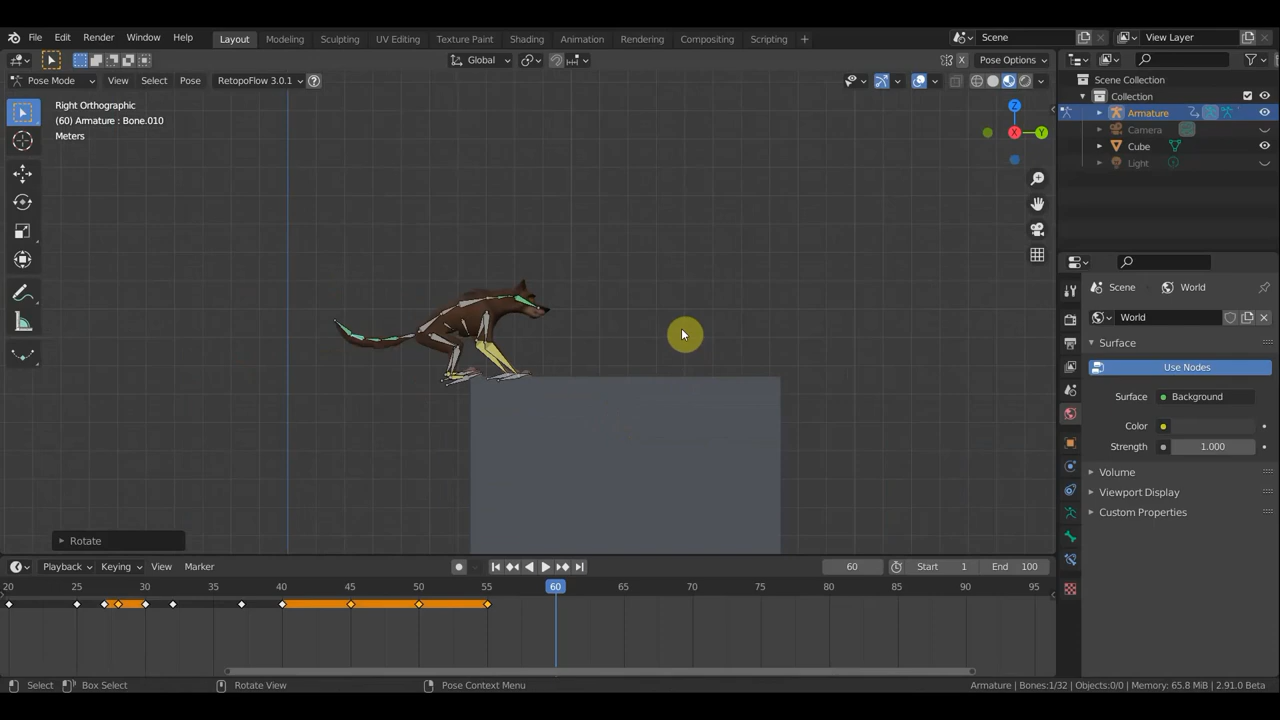 File Edit Render Window Help Layout Modeling Sculpting UV Editing Texture Paint Shading Animation Rendering Compositing Scripting + Scene View Layer
Global Pose Options
Pose Mode View Select Pose RetopoFlow 3.0.1
Right Orthographic
(60) Armature : Bone.010
Meters
Scene Collection
Collection
Armature
Camera
Cube
Light
Scene World
World
Surface
Use Nodes
Surface Background
Color
Strength 1.000
Volume
Viewport Display
Custom Properties
Rotate
Playback Keying View Marker 60 Start 1 End 100
20 25 30 35 40 45 50 55 60 65 70 75 80 85 90 95
Select Box Select Rotate View Pose Context Menu Armature | Bones:1/32 | Objects:0/0 | Memory: 65.8 MiB | 2.91.0 Beta